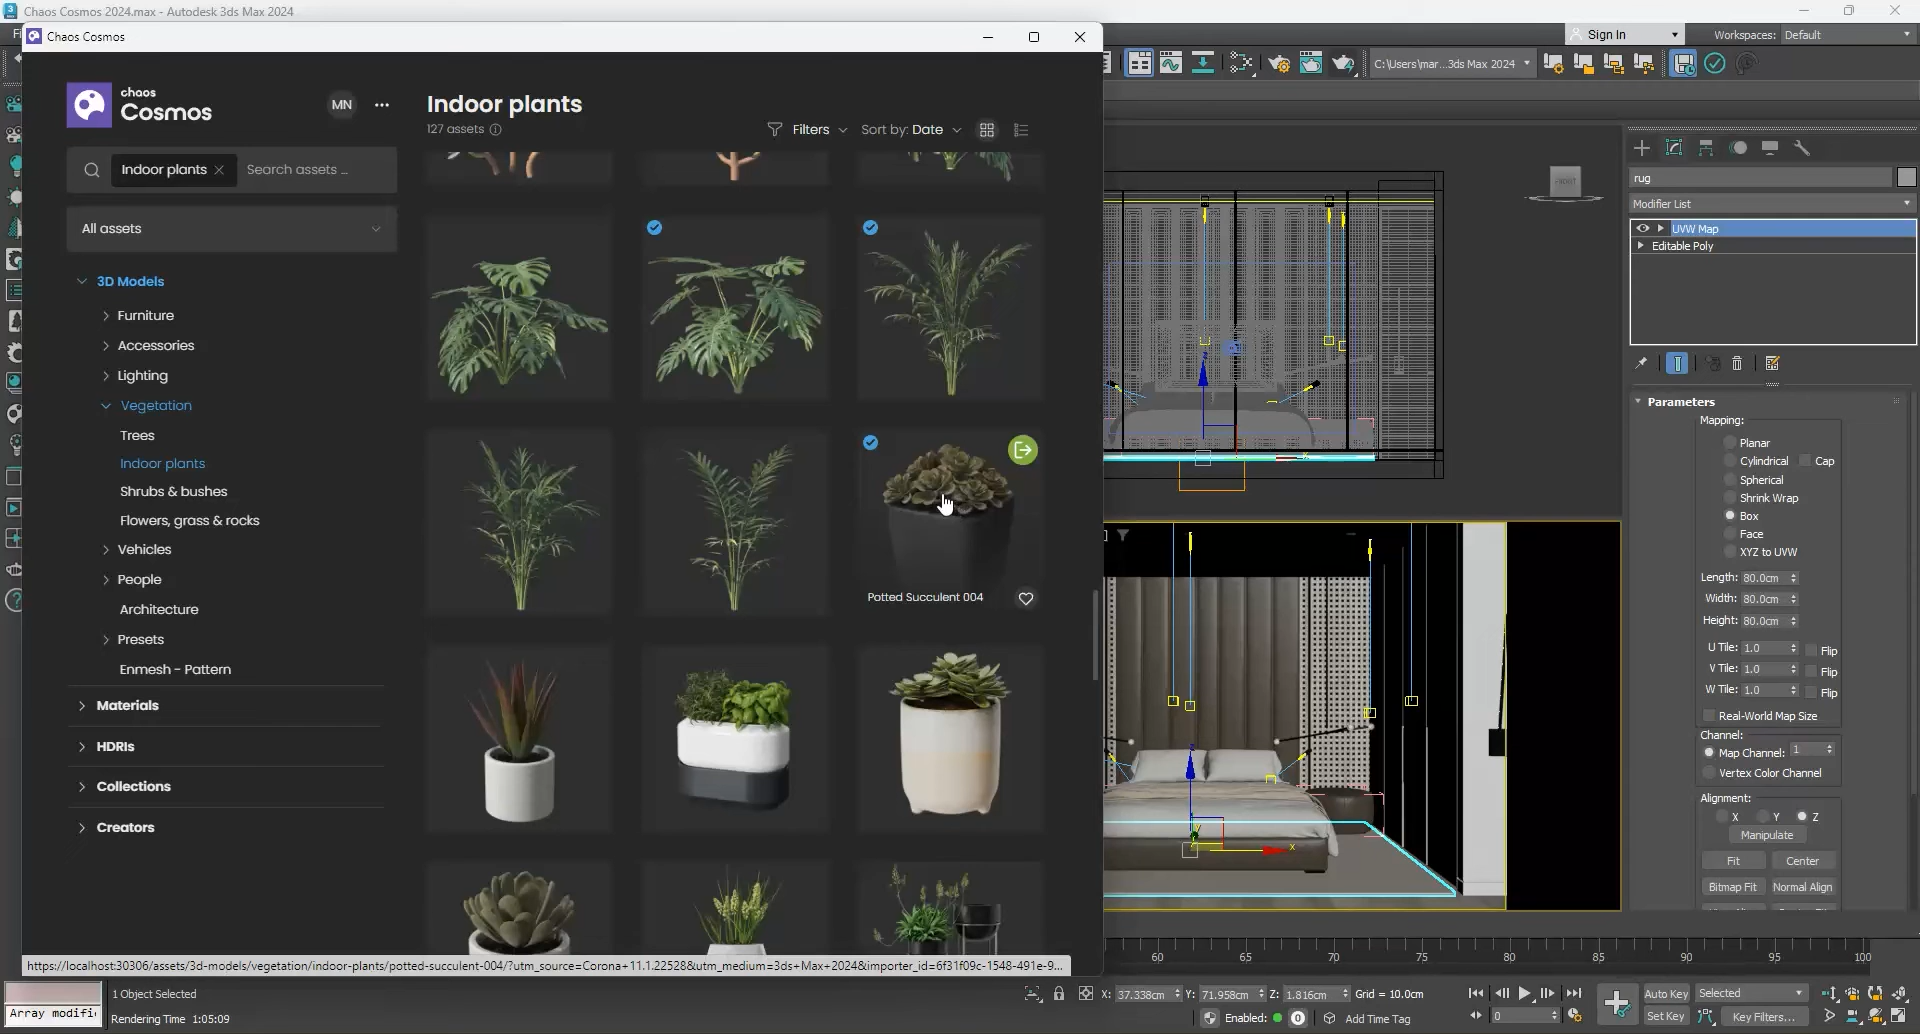 Chaos Cosmos 2024.max - Autodesk 3ds Max 2024
Chaos Cosmos
Sign In
Workspaces: Default
C:\Users\mar...3ds Max 2024
chaos
Cosmos
MN
Indoor plants
127 assets
Filters
Sort by: Date
Indoor plants
Search assets ...
All assets
3D Models
Furniture
Accessories
Lighting
Vegetation
Trees
Indoor plants
Shrubs & bushes
Flowers, grass & rocks
Vehicles
People
Architecture
Presets
Enmesh - Pattern
Materials
HDRIs
Collections
Creators
Potted Succulent 004
https://localhost:30306/assets/3d-models/vegetation/indoor-plants/potted-succulent-004/?utm_source=Corona+11.1.22528&utm_medium=3ds+Max+2024&importer_id=6f31f09c-1548-491e-9...
FRONT
rug
Modifier List
UVW Map
Editable Poly
Parameters
Mapping:
Planar
Cylindrical Cap
Spherical
Shrink Wrap
Box
Face
XYZ to UVW
Length: 80.0cm
Width: 80.0cm
Height: 80.0cm
U Tile: 1.0 Flip
V Tile: 1.0 Flip
W Tile: 1.0 Flip
Real-World Map Size
Channel:
Map Channel: 1
Vertex Color Channel
Alignment:
X Y Z
Manipulate
Fit Center
Bitmap Fit Normal Align
60 65 70 75 80 85 90 95 100
1 Object Selected
Array modifi
Rendering Time 1:05:09
X: 37.338cm Y: 71.958cm Z: 1.816cm Grid = 10.0cm
Enabled: 0 Add Time Tag
0
Auto Key Selected
Set Key Key Filters...